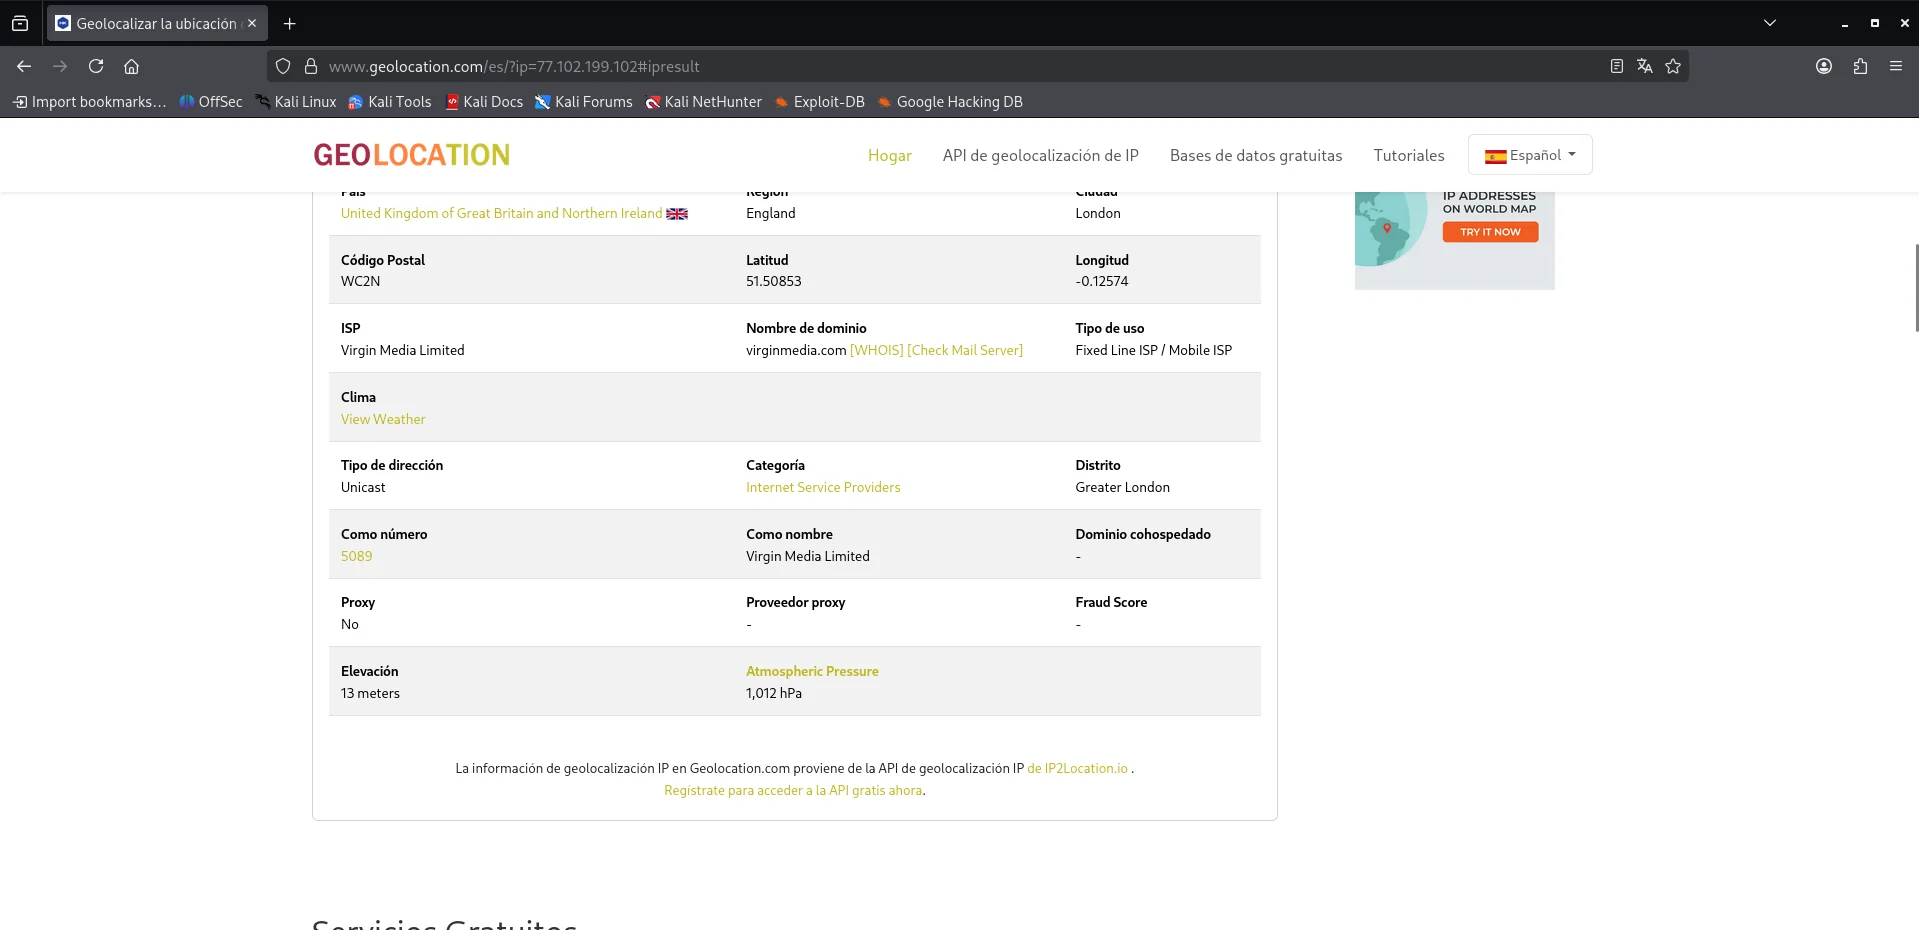 Geolocalizar la ubicación
www.geolocation.com/es/?ip=77.102.199.102#ipresult
Import bookmarks...
OffSec
Kali Linux
Kali Tools
Kali Docs
Kali Forums
Kali NetHunter
Exploit-DB
Google Hacking DB
GEOLOCATION
Hogar
API de geolocalización de IP
Bases de datos gratuitas
Tutoriales
Español
País Región Ciudad
United Kingdom of Great Britain and Northern Ireland England London
IP ADDRESSES
ON WORLD MAP
TRY IT NOW
Código Postal Latitud Longitud
WC2N 51.50853 -0.12574
ISP Nombre de dominio Tipo de uso
Virgin Media Limited virginmedia.com [WHOIS] [Check Mail Server] Fixed Line ISP / Mobile ISP
Clima
View Weather
Tipo de dirección Categoría Distrito
Unicast Internet Service Providers Greater London
Como número Como nombre Dominio cohospedado
5089 Virgin Media Limited -
Proxy Proveedor proxy Fraud Score
No - -
Elevación Atmospheric Pressure
13 meters 1,012 hPa
La información de geolocalización IP en Geolocation.com proviene de la API de geolocalización IP de IP2Location.io .
Regístrate para acceder a la API gratis ahora.
Servicios Gratuitos